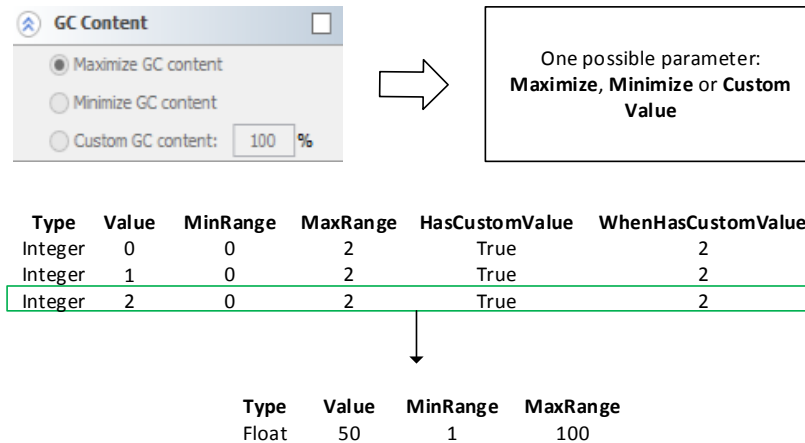 GC Content
Maximize GC content
Minimize GC content
Custom GC content: 100 %
One possible parameter:
Maximize, Minimize or Custom
Value
Type Value MinRange MaxRange HasCustomValue WhenHasCustomValue
Integer 0 0 2 True 2
Integer 1 0 2 True 2
Integer 2 0 2 True 2
Type Value MinRange MaxRange
Float 50 1 100